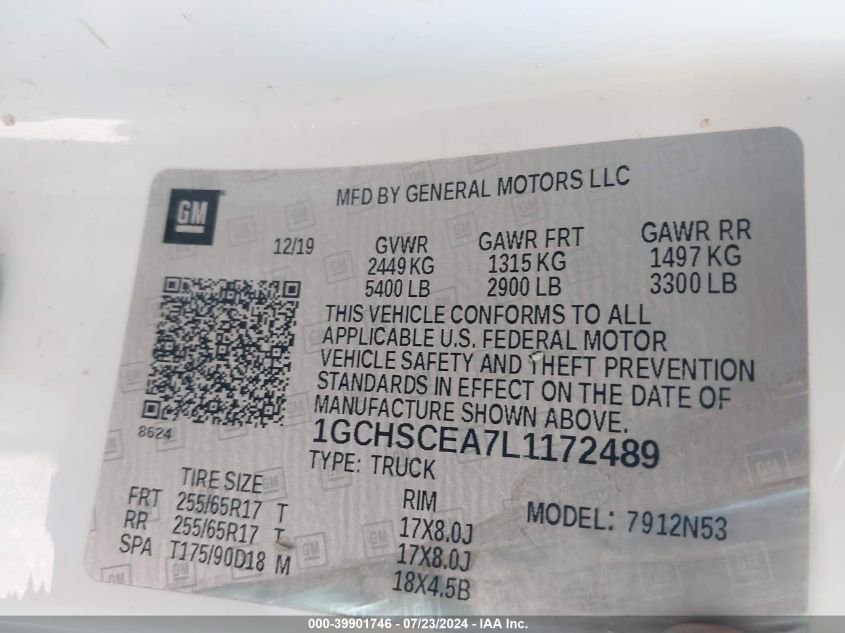 GM
MFD BY GENERAL MOTORS LLC
12/19 GVWR GAWR FRT GAWR RR
2449 KG 1315 KG 1497 KG
5400 LB 2900 LB 3300 LB
THIS VEHICLE CONFORMS TO ALL
APPLICABLE U.S. FEDERAL MOTOR
VEHICLE SAFETY AND THEFT PREVENTION
STANDARDS IN EFFECT ON THE DATE OF
MANUFACTURE SHOWN ABOVE.
8624
1GCHSCEA7L1172489
TYPE: TRUCK
TIRE SIZE RIM MODEL: 7912N53
FRT 255/65R17 T 17X8.0J
RR 255/65R17 T 17X8.0J
SPA T175/90D18 M 18X4.5B
000-39901746 - 07/23/2024 - IAA Inc.